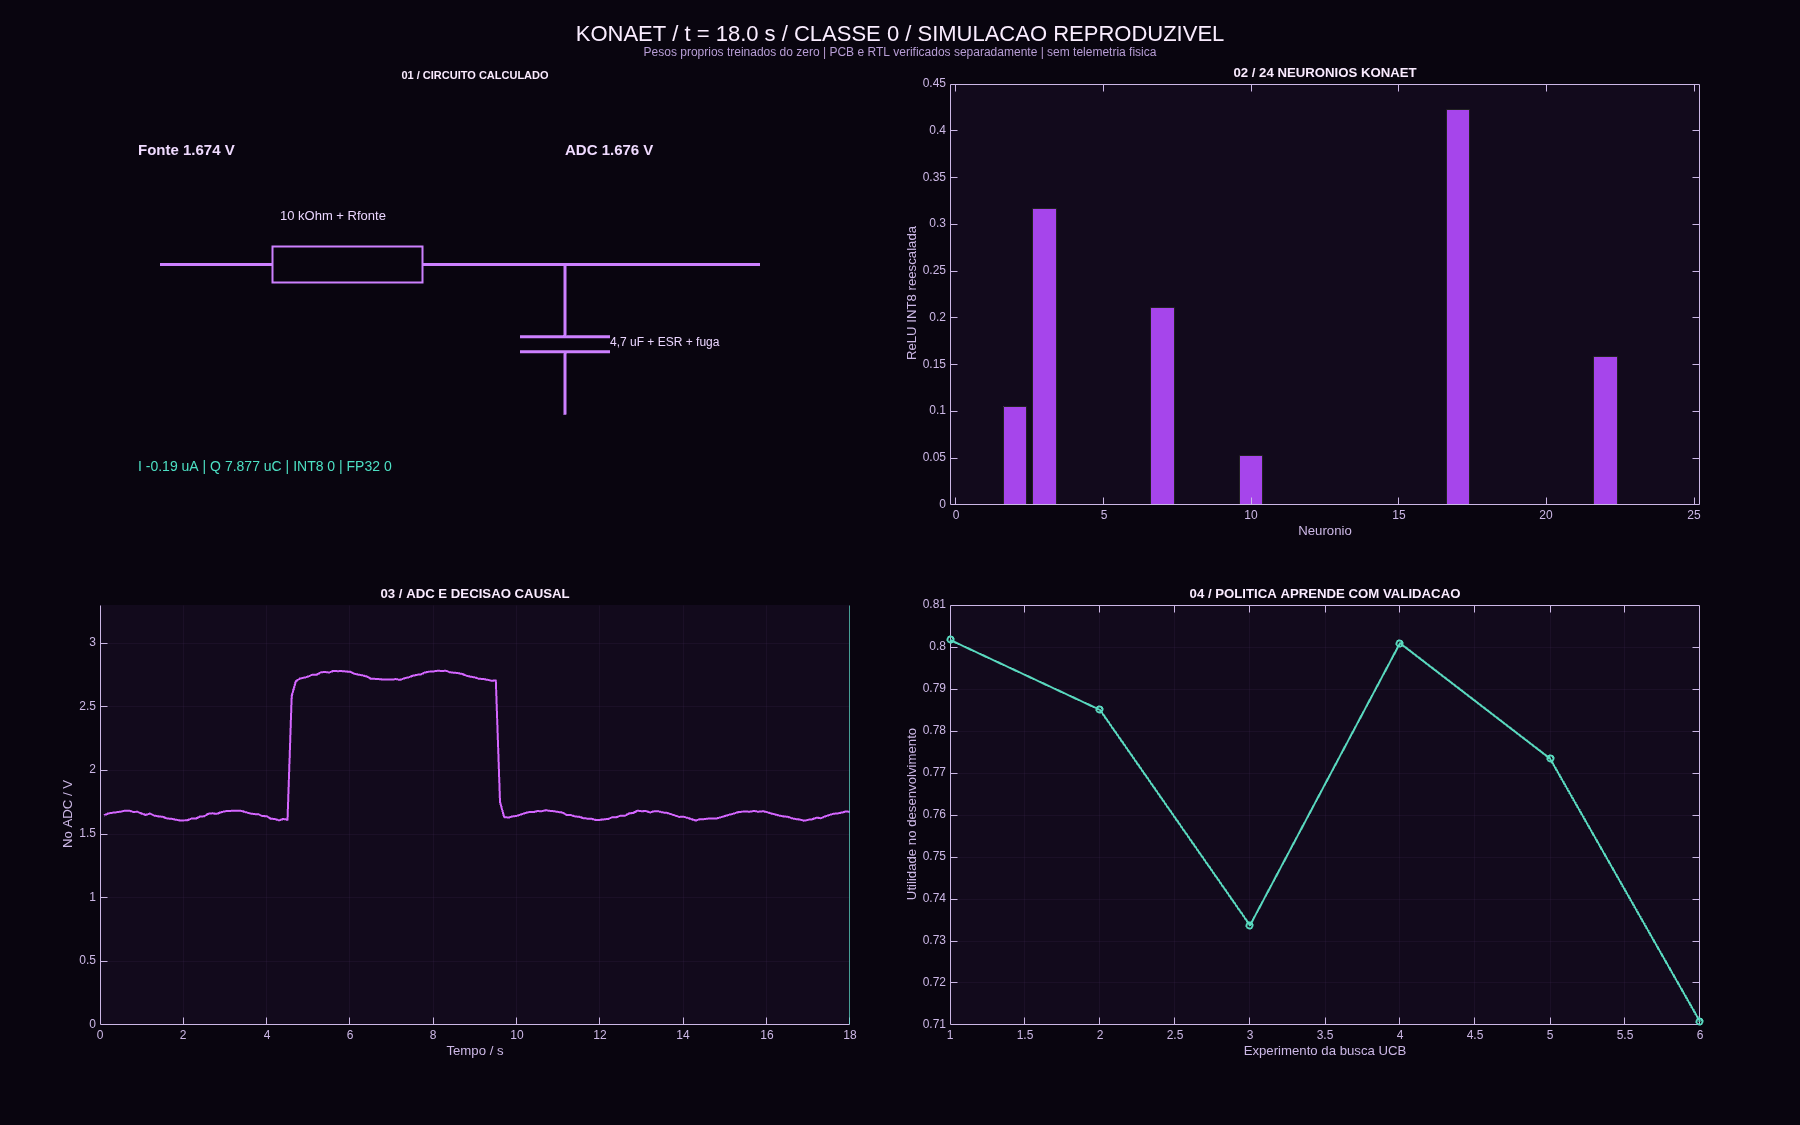 KONAET / t = 18.0 s / CLASSE 0 / SIMULACAO REPRODUZIVEL
Pesos proprios treinados do zero | PCB e RTL verificados separadamente | sem telemetria fisica
01 / CIRCUITO CALCULADO
Fonte 1.674 V
ADC 1.676 V
10 kOhm + Rfonte
4,7 uF + ESR + fuga
I -0.19 uA | Q 7.877 uC | INT8 0 | FP32 0
02 / 24 NEURONIOS KONAET
ReLU INT8 reescalada
0.45
0.4
0.35
0.3
0.25
0.2
0.15
0.1
0.05
0
0 5 10 15 20 25
Neuronio
03 / ADC E DECISAO CAUSAL
No ADC / V
3
2.5
2
1.5
1
0.5
0
0 2 4 6 8 10 12 14 16 18
Tempo / s
04 / POLITICA APRENDE COM VALIDACAO
Utilidade no desenvolvimento
0.81
0.8
0.79
0.78
0.77
0.76
0.75
0.74
0.73
0.72
0.71
1 1.5 2 2.5 3 3.5 4 4.5 5 5.5 6
Experimento da busca UCB